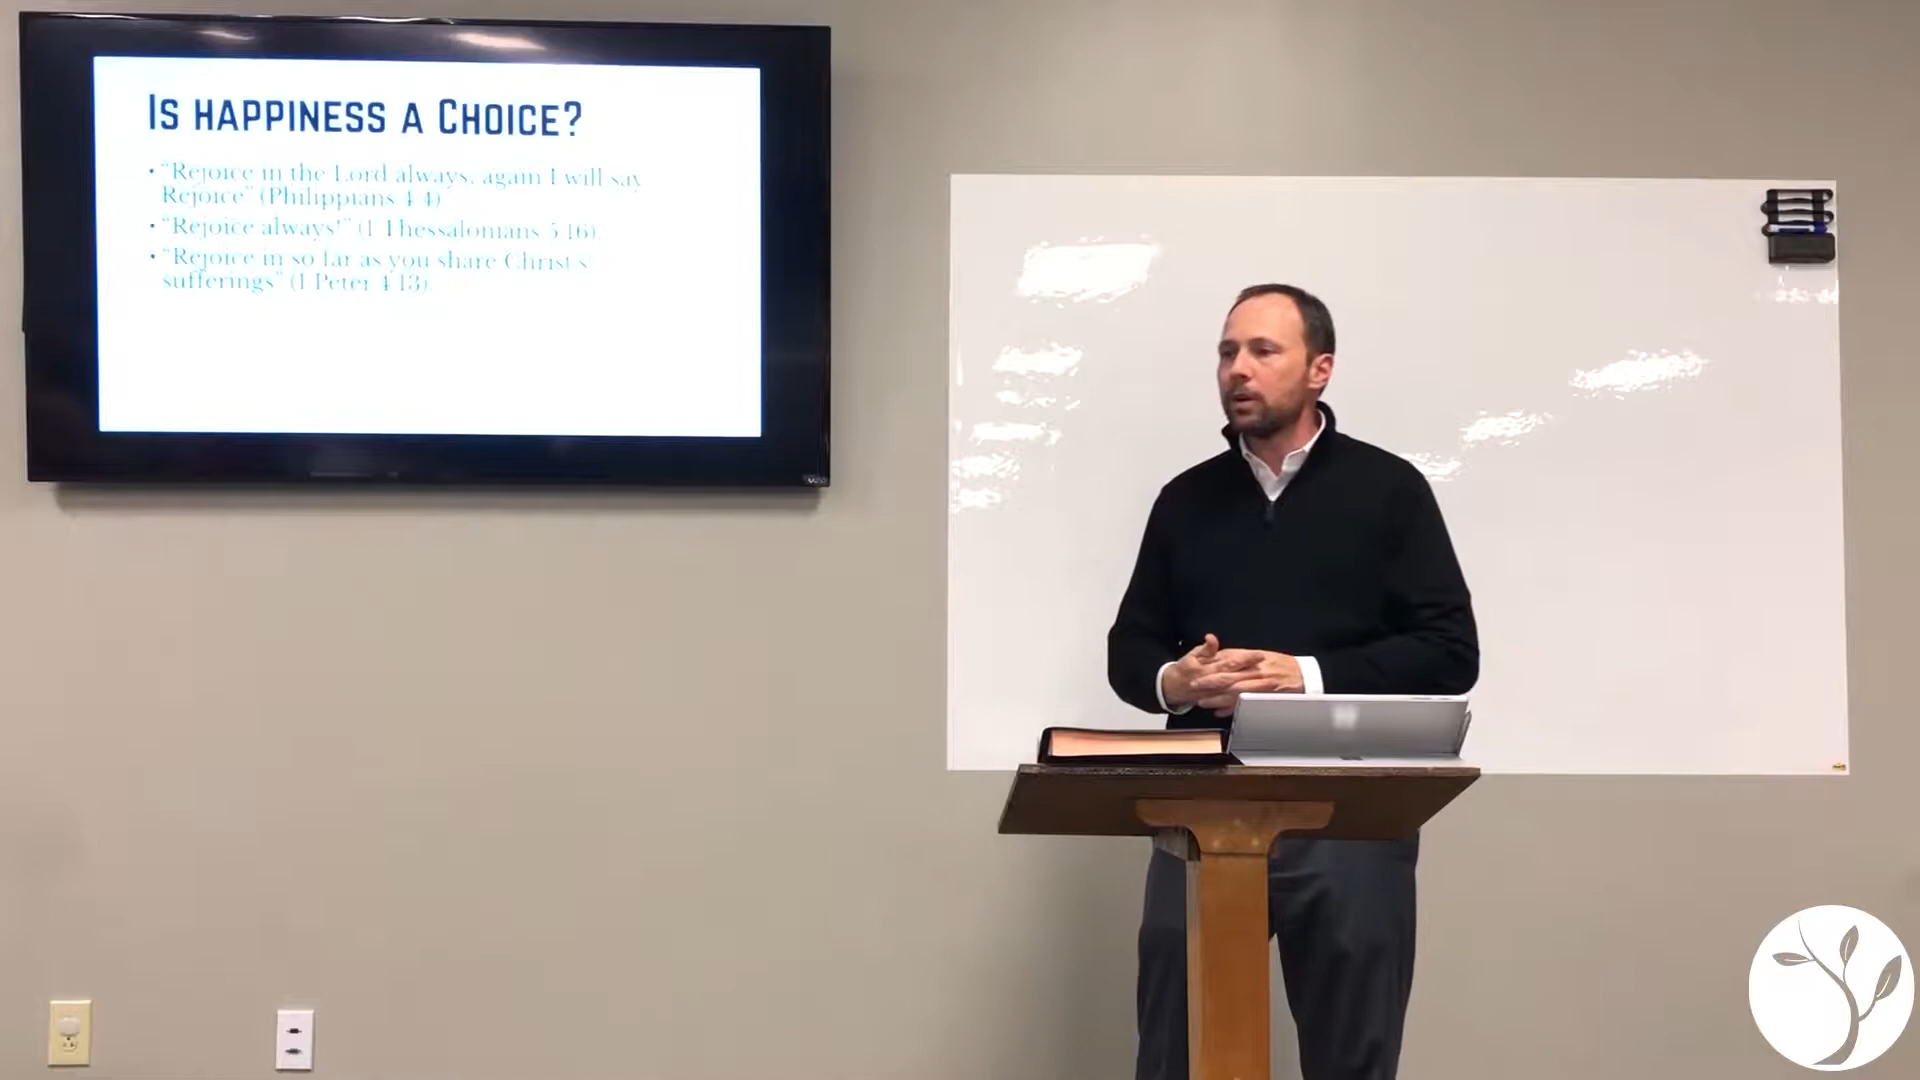 Is happiness a Choice?
• “Rejoice in the Lord always, again I will say
Rejoice” (Philippians 4:4)
• “Rejoice always!” (1 Thessalonians 5:16).
• “Rejoice in so far as you share Christ’s
sufferings” (1 Peter 4:13).